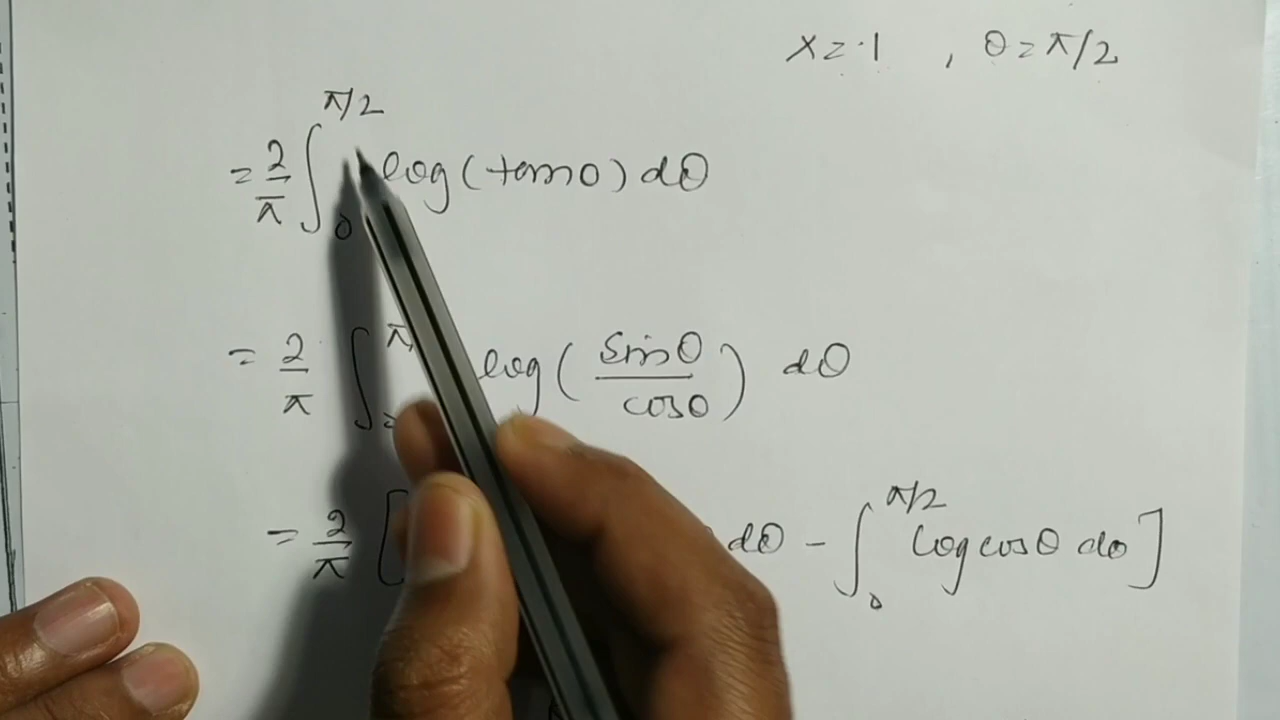 x = 1 , θ = π/2
= 2/π ∫₀^π/2 log(tanθ) dθ
= 2/π ∫ π log(sinθ/cosθ) dθ
= 2/π [ dθ - ∫₀^π/2 log cosθ dθ]